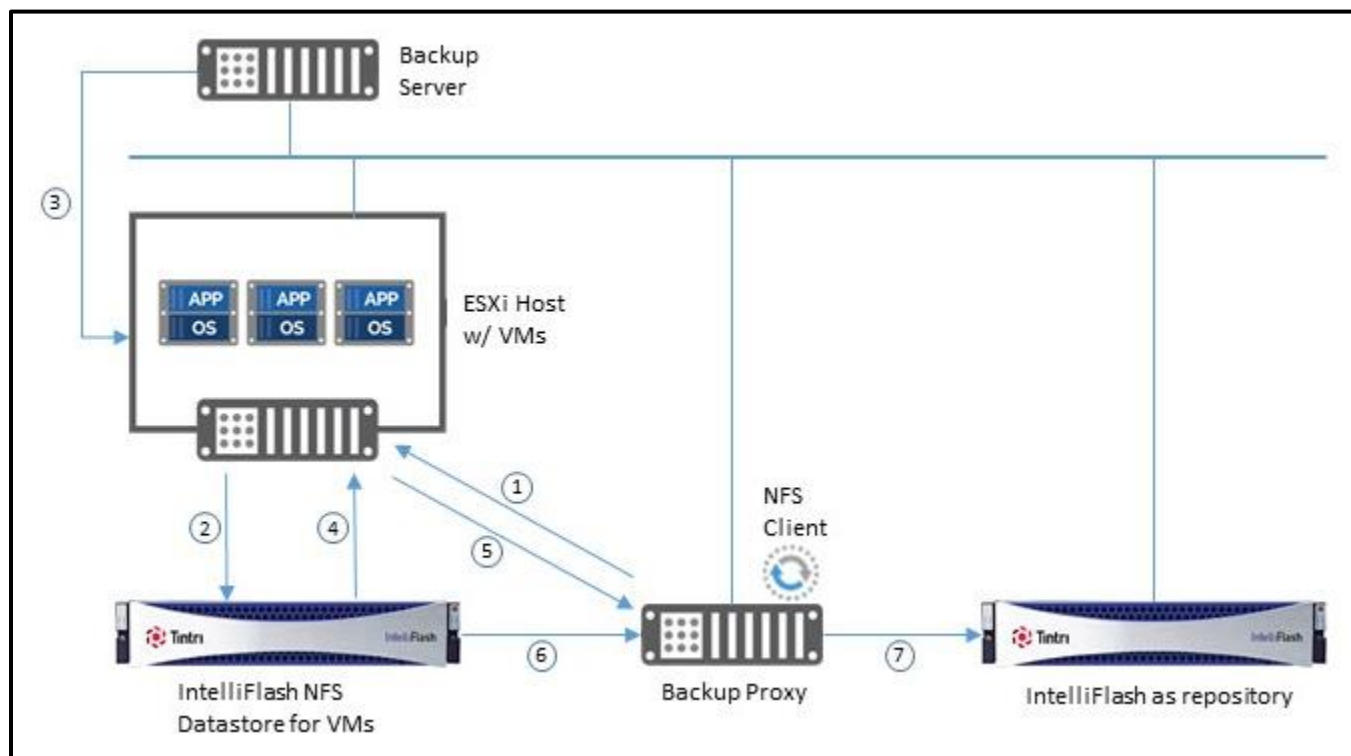 Backup
Server
3
APP APP APP
OS OS OS
ESXi Host
w/ VMs
1
2
4
5
NFS
Client
Tintri IntelliFlash
6
7
Tintri IntelliFlash
IntelliFlash NFS
Datastore for VMs
Backup Proxy
IntelliFlash as repository